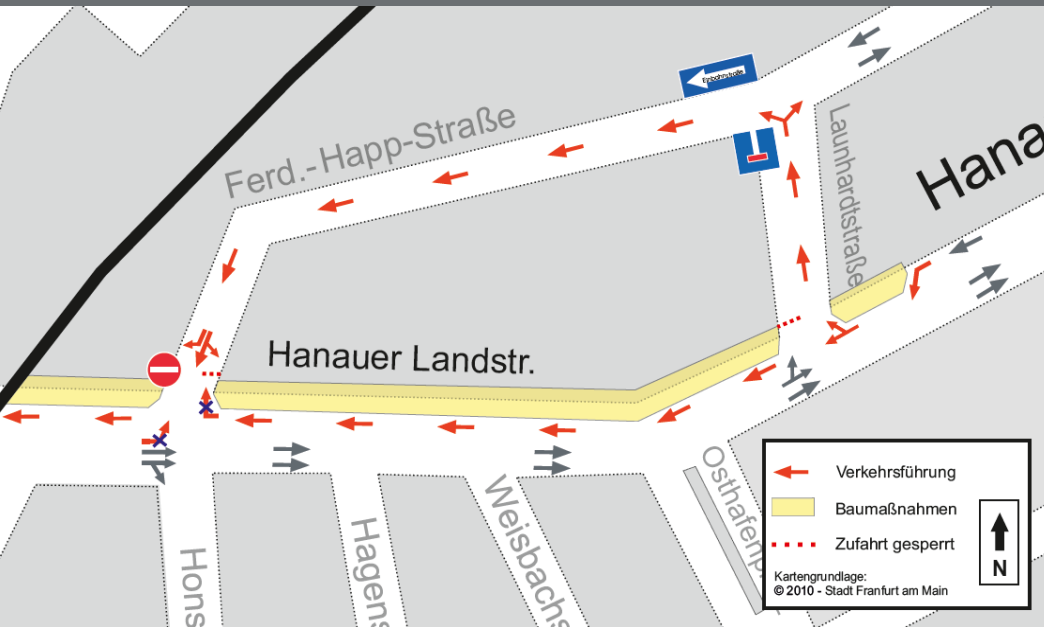 Einbahnstraße
Ferd.-Happ-Straße
Launhardtstraße
Hana
Hanauer Landstr.
Hons
Hagens
Weisbachs
Osthafenp
Verkehrsführung
Baumaßnahmen
Zufahrt gesperrt
N
Kartengrundlage:
© 2010 - Stadt Franfurt am Main